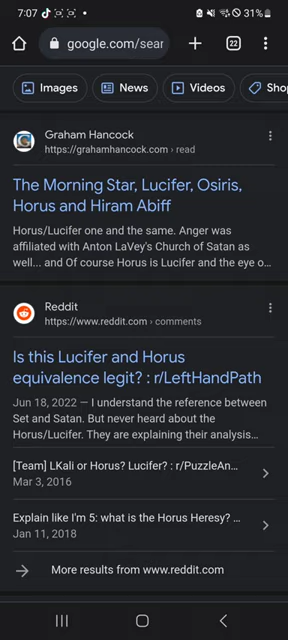 7:07
31%
google.com/sear
22
Images
News
Videos
Shop
Graham Hancock
https://grahamhancock.com › read
The Morning Star, Lucifer, Osiris,
Horus and Hiram Abiff
Horus/Lucifer one and the same. Anger was
affiliated with Anton LaVey's Church of Satan as
well... and Of course Horus is Lucifer and the eye o...
Reddit
https://www.reddit.com › comments
Is this Lucifer and Horus
equivalence legit? : r/LeftHandPath
Jun 18, 2022 — I understand the reference between
Set and Satan. But never heard about the
Horus/Lucifer. They are explaining their analysis...
[Team] LKali or Horus? Lucifer? : r/PuzzleAn...
Mar 3, 2016
Explain like I'm 5: what is the Horus Heresy? ...
Jan 11, 2018
More results from www.reddit.com